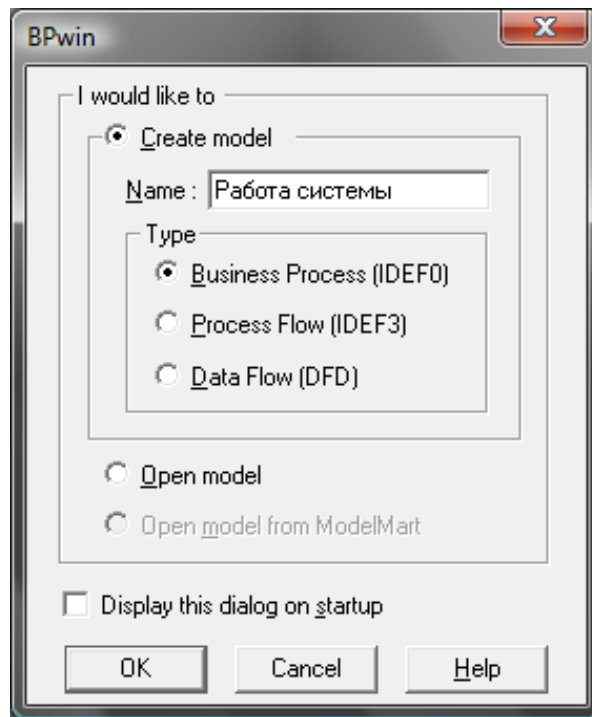 BPwin
I would like to
Create model
Name : Работа системы
Type
Business Process (IDEF0)
Process Flow (IDEF3)
Data Flow (DFD)
Open model
Open model from ModelMart
Display this dialog on startup
OK Cancel Help